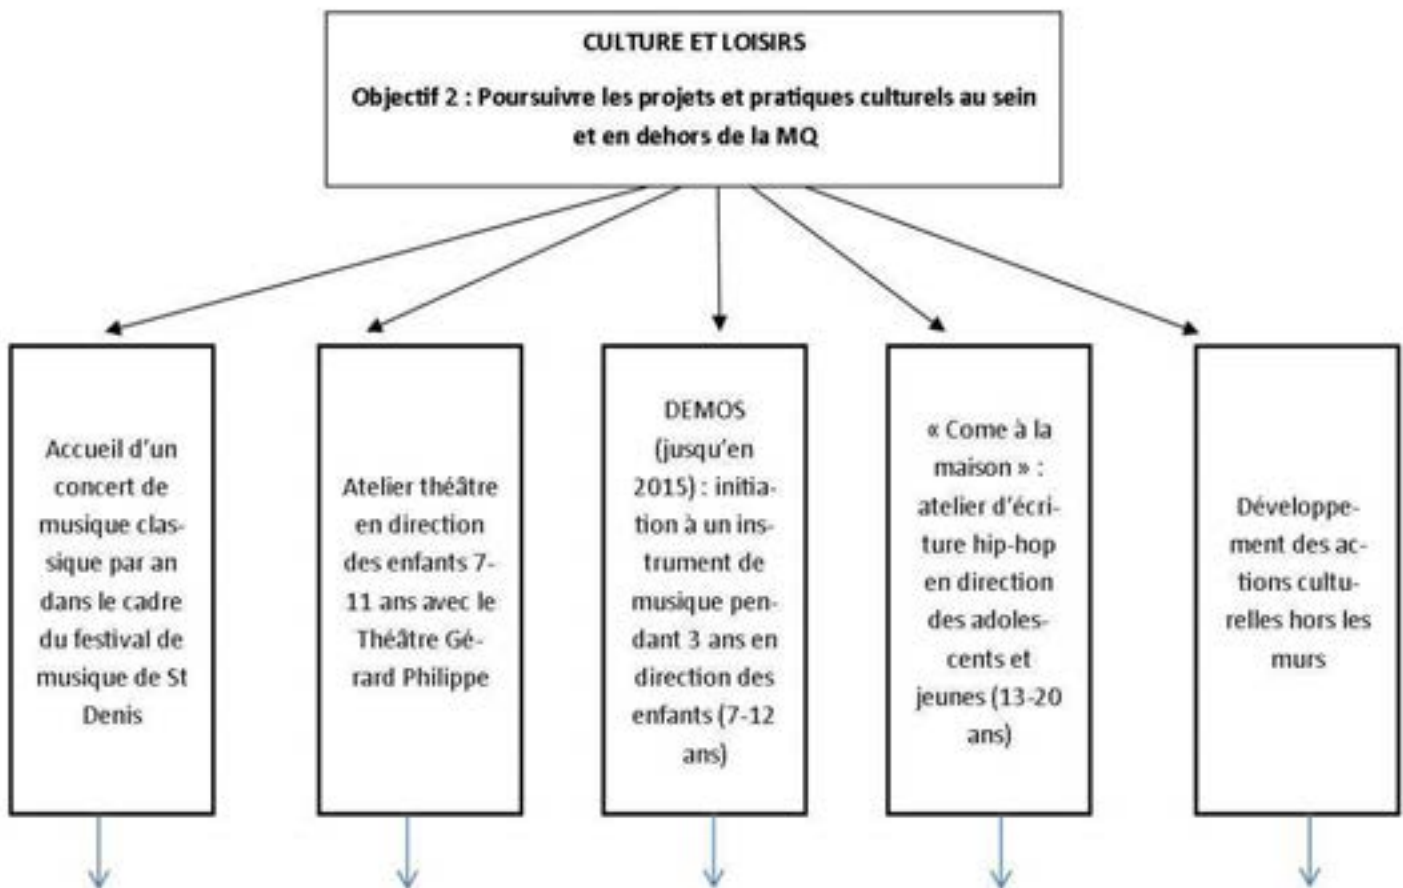 CULTURE ET LOISIRS
Objectif 2 : Poursuivre les projets et pratiques culturels au sein
et en dehors de la MQ
Accueil d'un
concert de
musique clas-
sique par an
dans le cadre
du festival de
musique de St
Denis
Atelier théâtre
en direction
des enfants 7-
11 ans avec le
Théâtre Gé-
rard Philippe
DEMOS
(jusqu'en
2015) : initia-
tion à un ins-
trument de
musique pen-
dant 3 ans en
direction des
enfants (7-12
ans)
« Come à la
maison » :
atelier d'écri-
ture hip-hop
en direction
des adoles-
cents et
jeunes (13-20
ans)
Développe-
ment des ac-
tions cultu-
relles hors les
murs